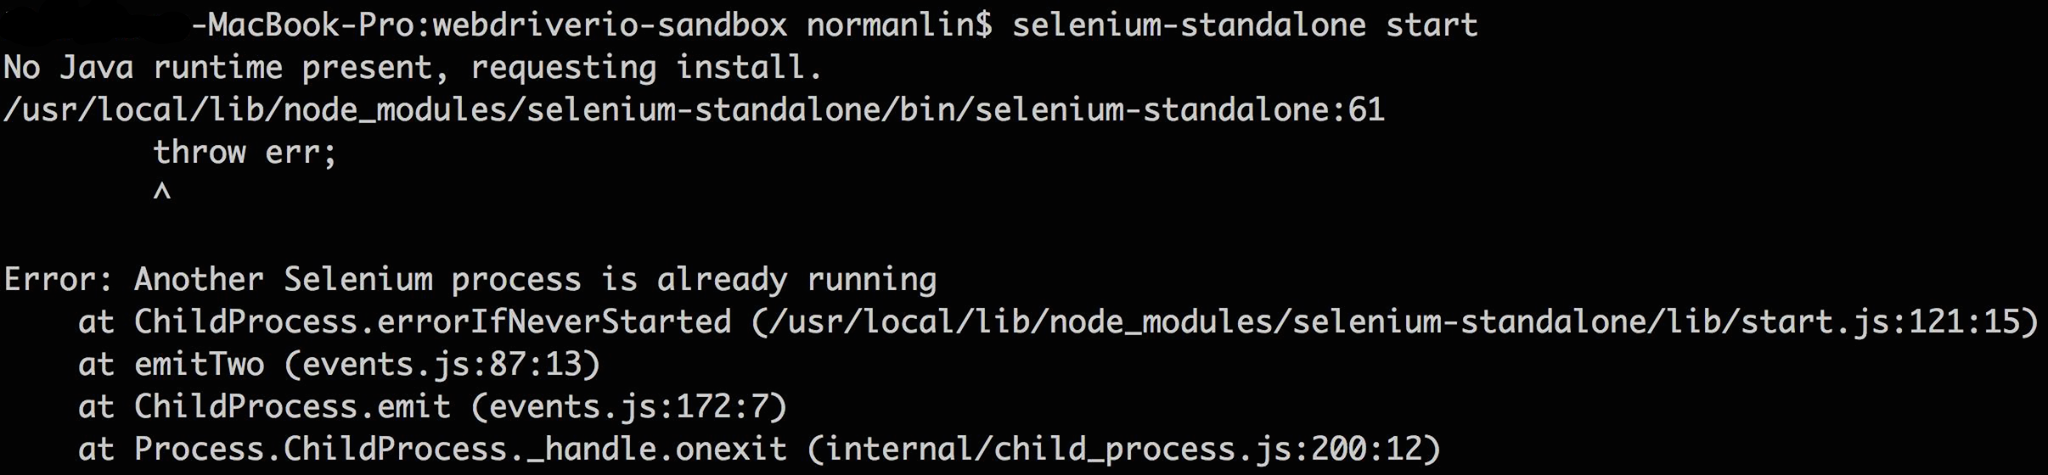 -MacBook-Pro:webdriverio-sandbox normanlin$ selenium-standalone start
No Java runtime present, requesting install.
/usr/local/lib/node_modules/selenium-standalone/bin/selenium-standalone:61
        throw err;
        ^
Error: Another Selenium process is already running
    at ChildProcess.errorIfNeverStarted (/usr/local/lib/node_modules/selenium-standalone/lib/start.js:121:15)
    at emitTwo (events.js:87:13)
    at ChildProcess.emit (events.js:172:7)
    at Process.ChildProcess._handle.onexit (internal/child_process.js:200:12)